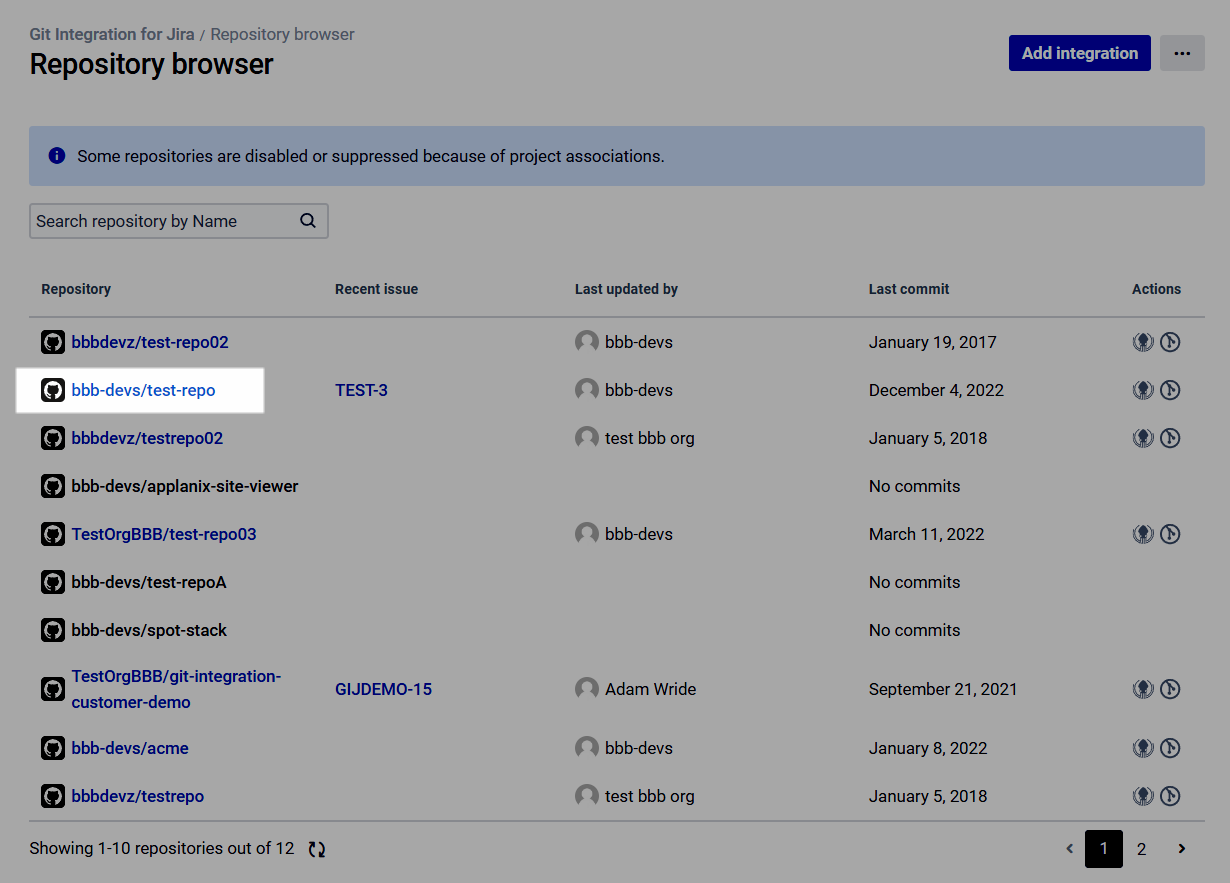 Git Integration for Jira / Repository browser
Repository browser
Add integration
Some repositories are disabled or suppressed because of project associations.
Search repository by Name
Repository Recent issue Last updated by Last commit Actions
bbbdevz/test-repo02 bbb-devs January 19, 2017
bbb-devs/test-repo TEST-3 bbb-devs December 4, 2022
bbbdevz/testrepo02 test bbb org January 5, 2018
bbb-devs/applanix-site-viewer No commits
TestOrgBBB/test-repo03 bbb-devs March 11, 2022
bbb-devs/test-repoA No commits
bbb-devs/spot-stack No commits
TestOrgBBB/git-integration-
customer-demo GIJDEMO-15 Adam Wride September 21, 2021
bbb-devs/acme bbb-devs January 8, 2022
bbbdevz/testrepo test bbb org January 5, 2018
Showing 1-10 repositories out of 12 1 2